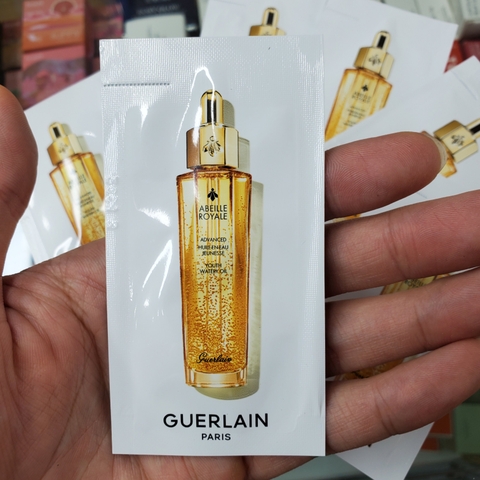 ABEILLE
ROYALE
ADVANCED
HUILE-EN-EAU
JEUNESSE
YOUTH
WATERY OIL
Guerlain
GUERLAIN
PARIS